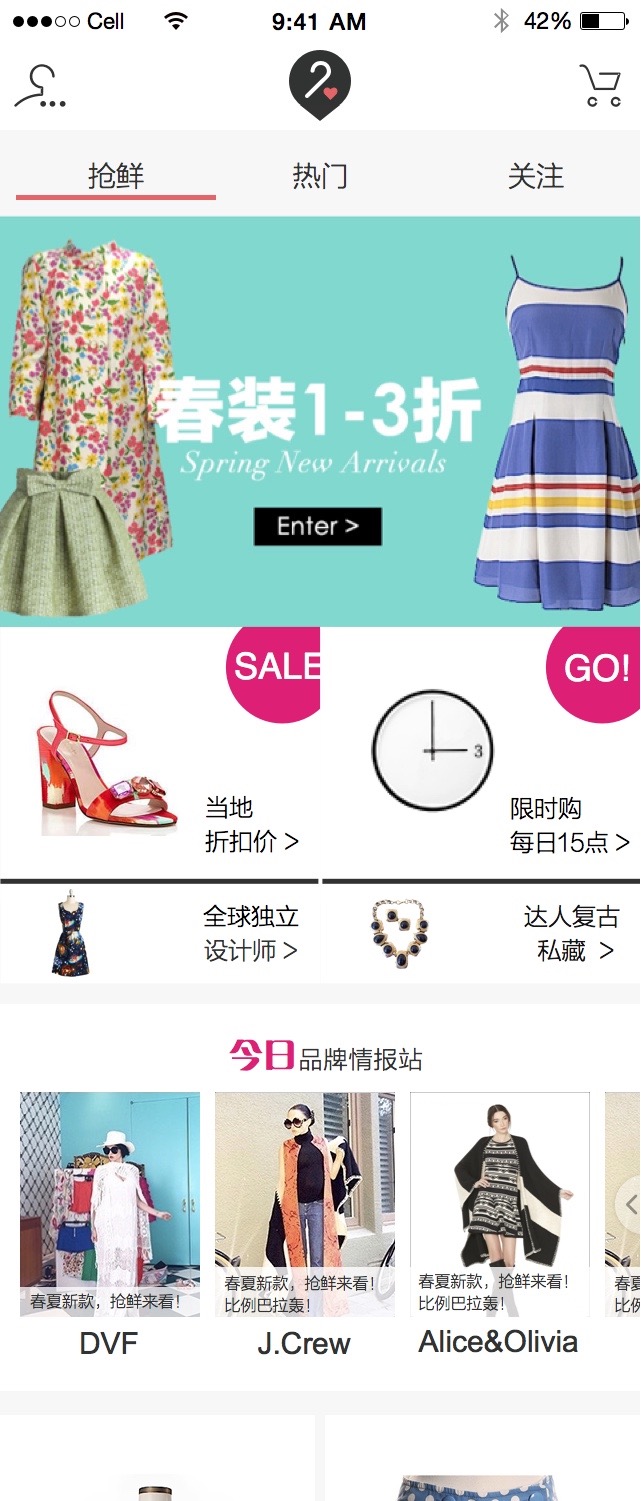 Cell
9:41 AM
42%
抢鲜
热门
关注
春装1-3折
Spring New Arrivals
Enter >
SALE
当地
折扣价 >
GO!
3
限时购
每日15点 >
全球独立
设计师 >
达人复古
私藏 >
今日品牌情报站
春夏新款，抢鲜来看！
DVF
春夏新款，抢鲜来看！
比例巴拉轰！
J.Crew
春夏新款，抢鲜来看！
比例巴拉轰！
Alice&Olivia
春夏
比例